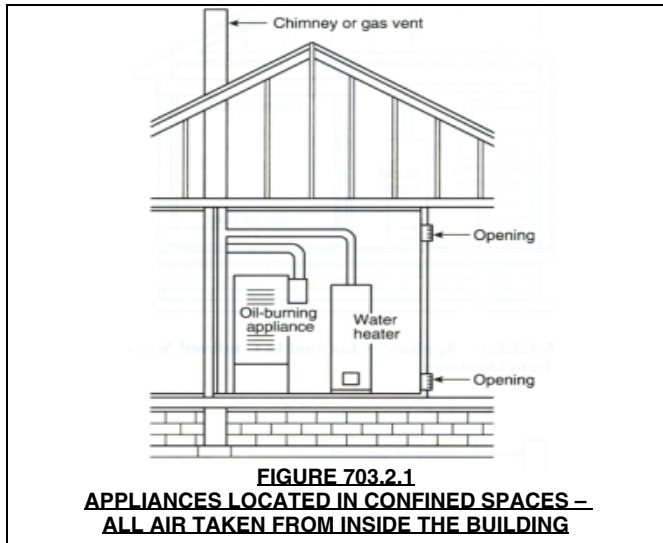 Chimney or gas vent
Opening
Oil-burning
appliance
Water
heater
Opening
FIGURE 703.2.1
APPLIANCES LOCATED IN CONFINED SPACES –
ALL AIR TAKEN FROM INSIDE THE BUILDING